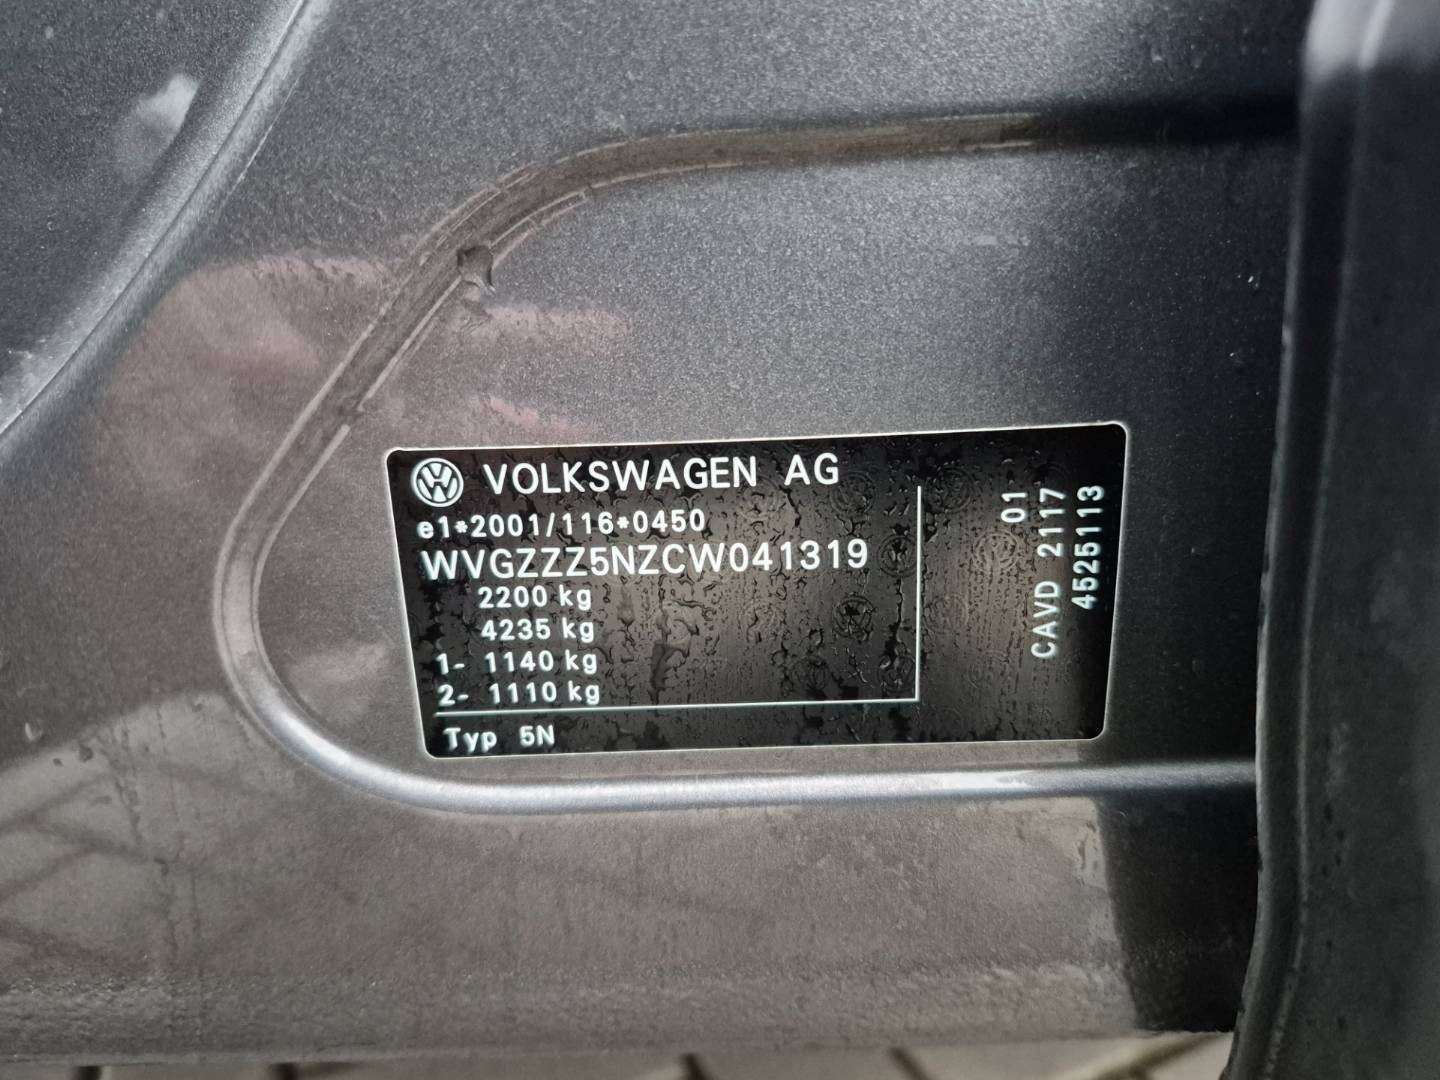 VOLKSWAGEN AG
e1*2001/116*0450
WVGZZZ5NZCW041319
2200 kg
4235 kg
1- 1140 kg
2- 1110 kg
Typ 5N
01
CAVD 2117
4525113